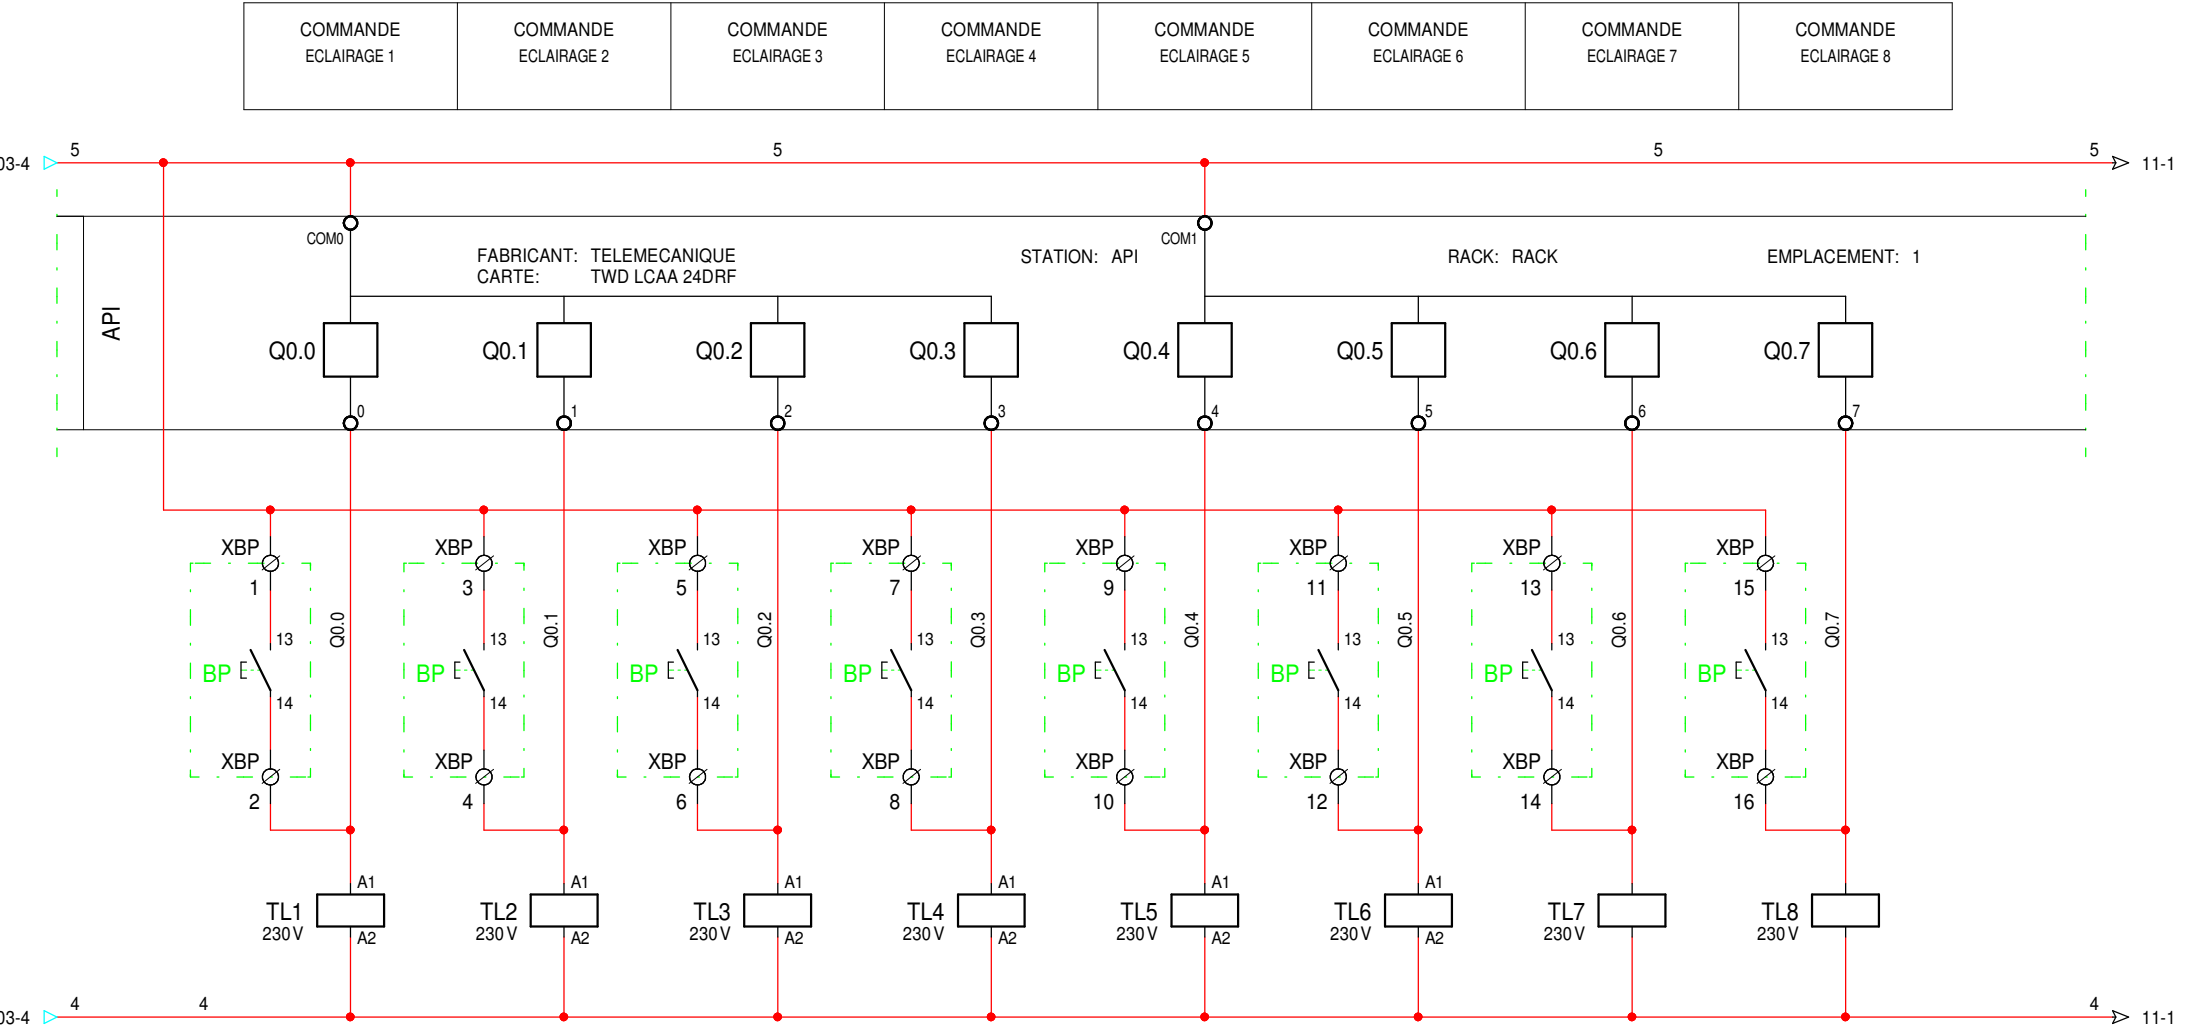 COMMANDE COMMANDE COMMANDE COMMANDE COMMANDE COMMANDE COMMANDE COMMANDE
ECLAIRAGE 1 ECLAIRAGE 2 ECLAIRAGE 3 ECLAIRAGE 4 ECLAIRAGE 5 ECLAIRAGE 6 ECLAIRAGE 7 ECLAIRAGE 8
5 5 5 5
03-4 11-1
COM0 COM1
FABRICANT: TELEMECANIQUE STATION: API RACK: RACK EMPLACEMENT: 1
CARTE: TWD LCAA 24DRF
API
Q0.0 Q0.1 Q0.2 Q0.3 Q0.4 Q0.5 Q0.6 Q0.7
0 1 2 3 4 5 6 7
XBP XBP XBP XBP XBP XBP XBP XBP
1 3 5 7 9 11 13 15
Q0.0 Q0.1 Q0.2 Q0.3 Q0.4 Q0.5 Q0.6 Q0.7
13 13 13 13 13 13 13 13
BP BP BP BP BP BP BP BP
14 14 14 14 14 14 14 14
XBP XBP XBP XBP XBP XBP XBP XBP
2 4 6 8 10 12 14 16
A1 A1 A1 A1 A1 A1
TL1 TL2 TL3 TL4 TL5 TL6 TL7 TL8
230 V 230 V 230 V 230 V 230 V 230 V 230 V 230 V
A2 A2 A2 A2 A2 A2
4 4 4
03-4 11-1